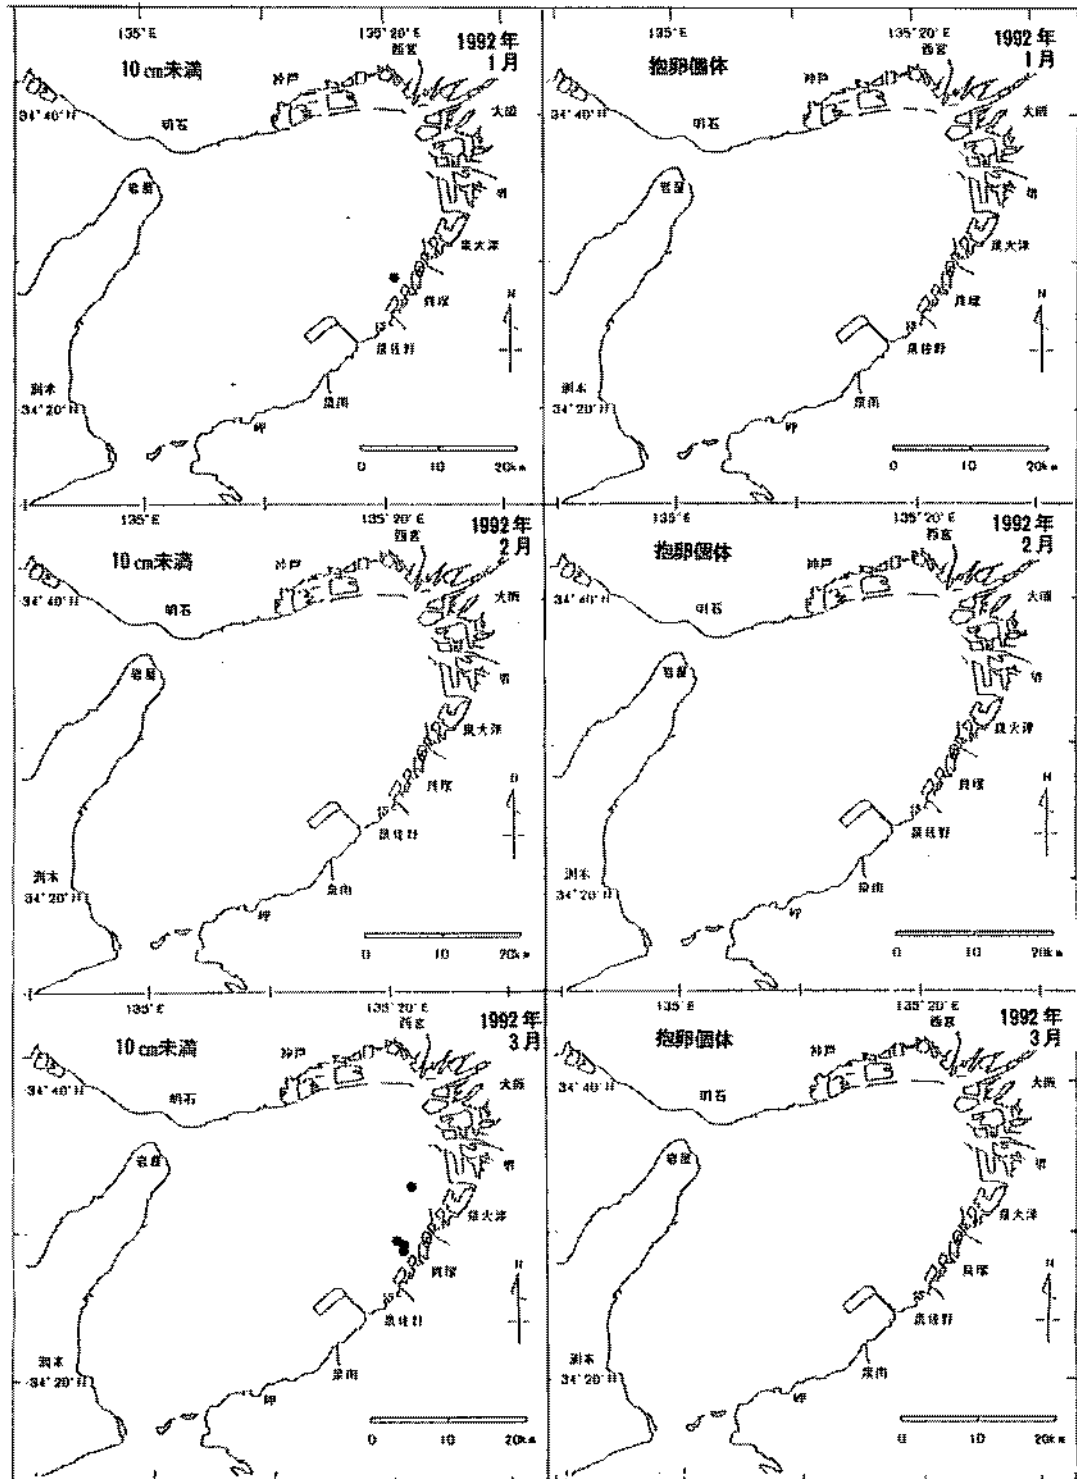 135°E
135°20'E
1992年
1月
10cm未満
西宮
神戸
大阪
34°40'N
明石
岩屋
堺
泉大津
貝塚
N
泉佐野
洲本
泉南
34°20'N
岬
0 10 20km
135°E
135°20'E
1992年
1月
抱卵個体
西宮
神戸
大阪
34°40'N
明石
岩屋
堺
泉大津
貝塚
N
泉佐野
洲本
泉南
34°20'N
岬
0 10 20km
135°E
135°20'E
1992年
2月
10cm未満
西宮
神戸
大阪
34°40'N
明石
岩屋
堺
泉大津
貝塚
泉佐野
洲本
泉南
34°20'N
岬
0 10 20km
135°E
135°20'E
1992年
2月
抱卵個体
西宮
神戸
大阪
34°40'N
明石
岩屋
堺
泉大津
貝塚
N
泉佐野
洲本
泉南
34°20'N
岬
0 10 20km
135°E
135°20'E
1992年
3月
10cm未満
西宮
神戸
大阪
34°40'N
明石
岩屋
堺
泉大津
貝塚
N
泉佐野
洲本
泉南
34°20'N
岬
0 10 20km
135°E
135°20'E
1992年
3月
抱卵個体
西宮
神戸
大阪
34°40'N
明石
岩屋
堺
泉大津
貝塚
N
泉佐野
洲本
泉南
34°20'N
岬
0 10 20km